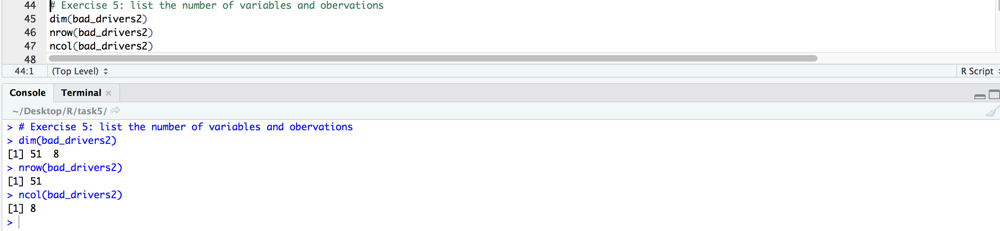 44 # Exercise 5: list the number of variables and obervations
45 dim(bad_drivers2)
46 nrow(bad_drivers2)
47 ncol(bad_drivers2)
48
44:1 (Top Level) R Script
Console Terminal
~/Desktop/R/task5/
> # Exercise 5: list the number of variables and obervations
> dim(bad_drivers2)
[1] 51  8
> nrow(bad_drivers2)
[1] 51
> ncol(bad_drivers2)
[1] 8
>